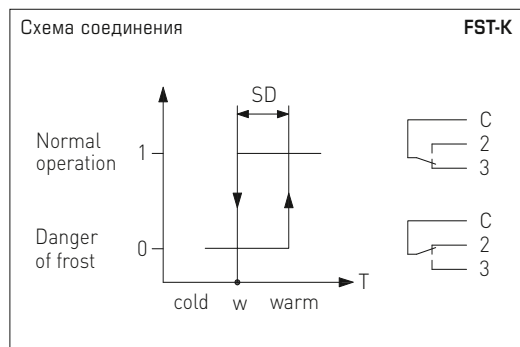 Схема соединения FST-K
SD
Normal
operation
1
C
2
3
Danger
of frost
0
C
2
3
T
cold w warm